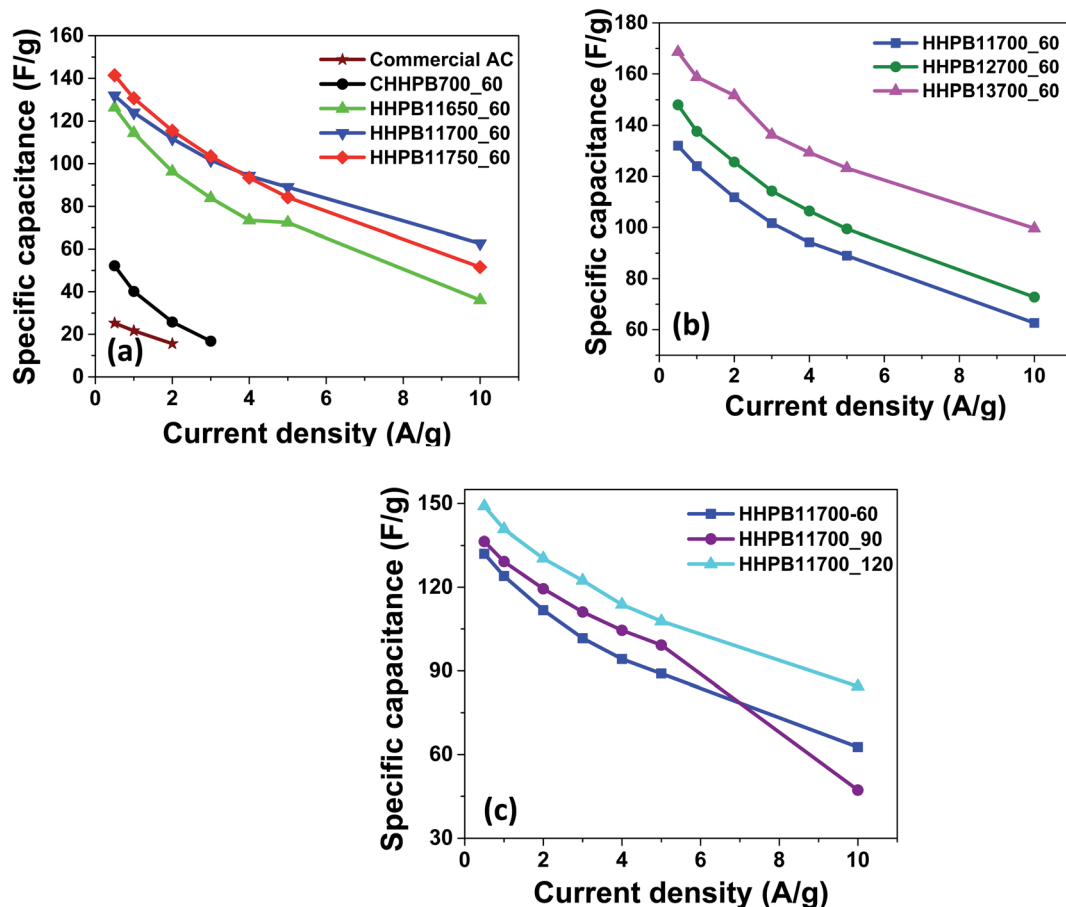 Specific capacitance (F/g)
160
140
120
100
80
60
40
20
0
Commercial AC
CHHPB700_60
HHPB11650_60
HHPB11700_60
HHPB11750_60
(a)
0 2 4 6 8 10
Current density (A/g)
Specific capacitance (F/g)
180
160
140
120
100
80
60
HHPB11700_60
HHPB12700_60
HHPB13700_60
(b)
0 2 4 6 8 10
Current density (A/g)
Specific capacitance (F/g)
150
120
90
60
30
HHPB11700-60
HHPB11700_90
HHPB11700_120
(c)
0 2 4 6 8 10
Current density (A/g)